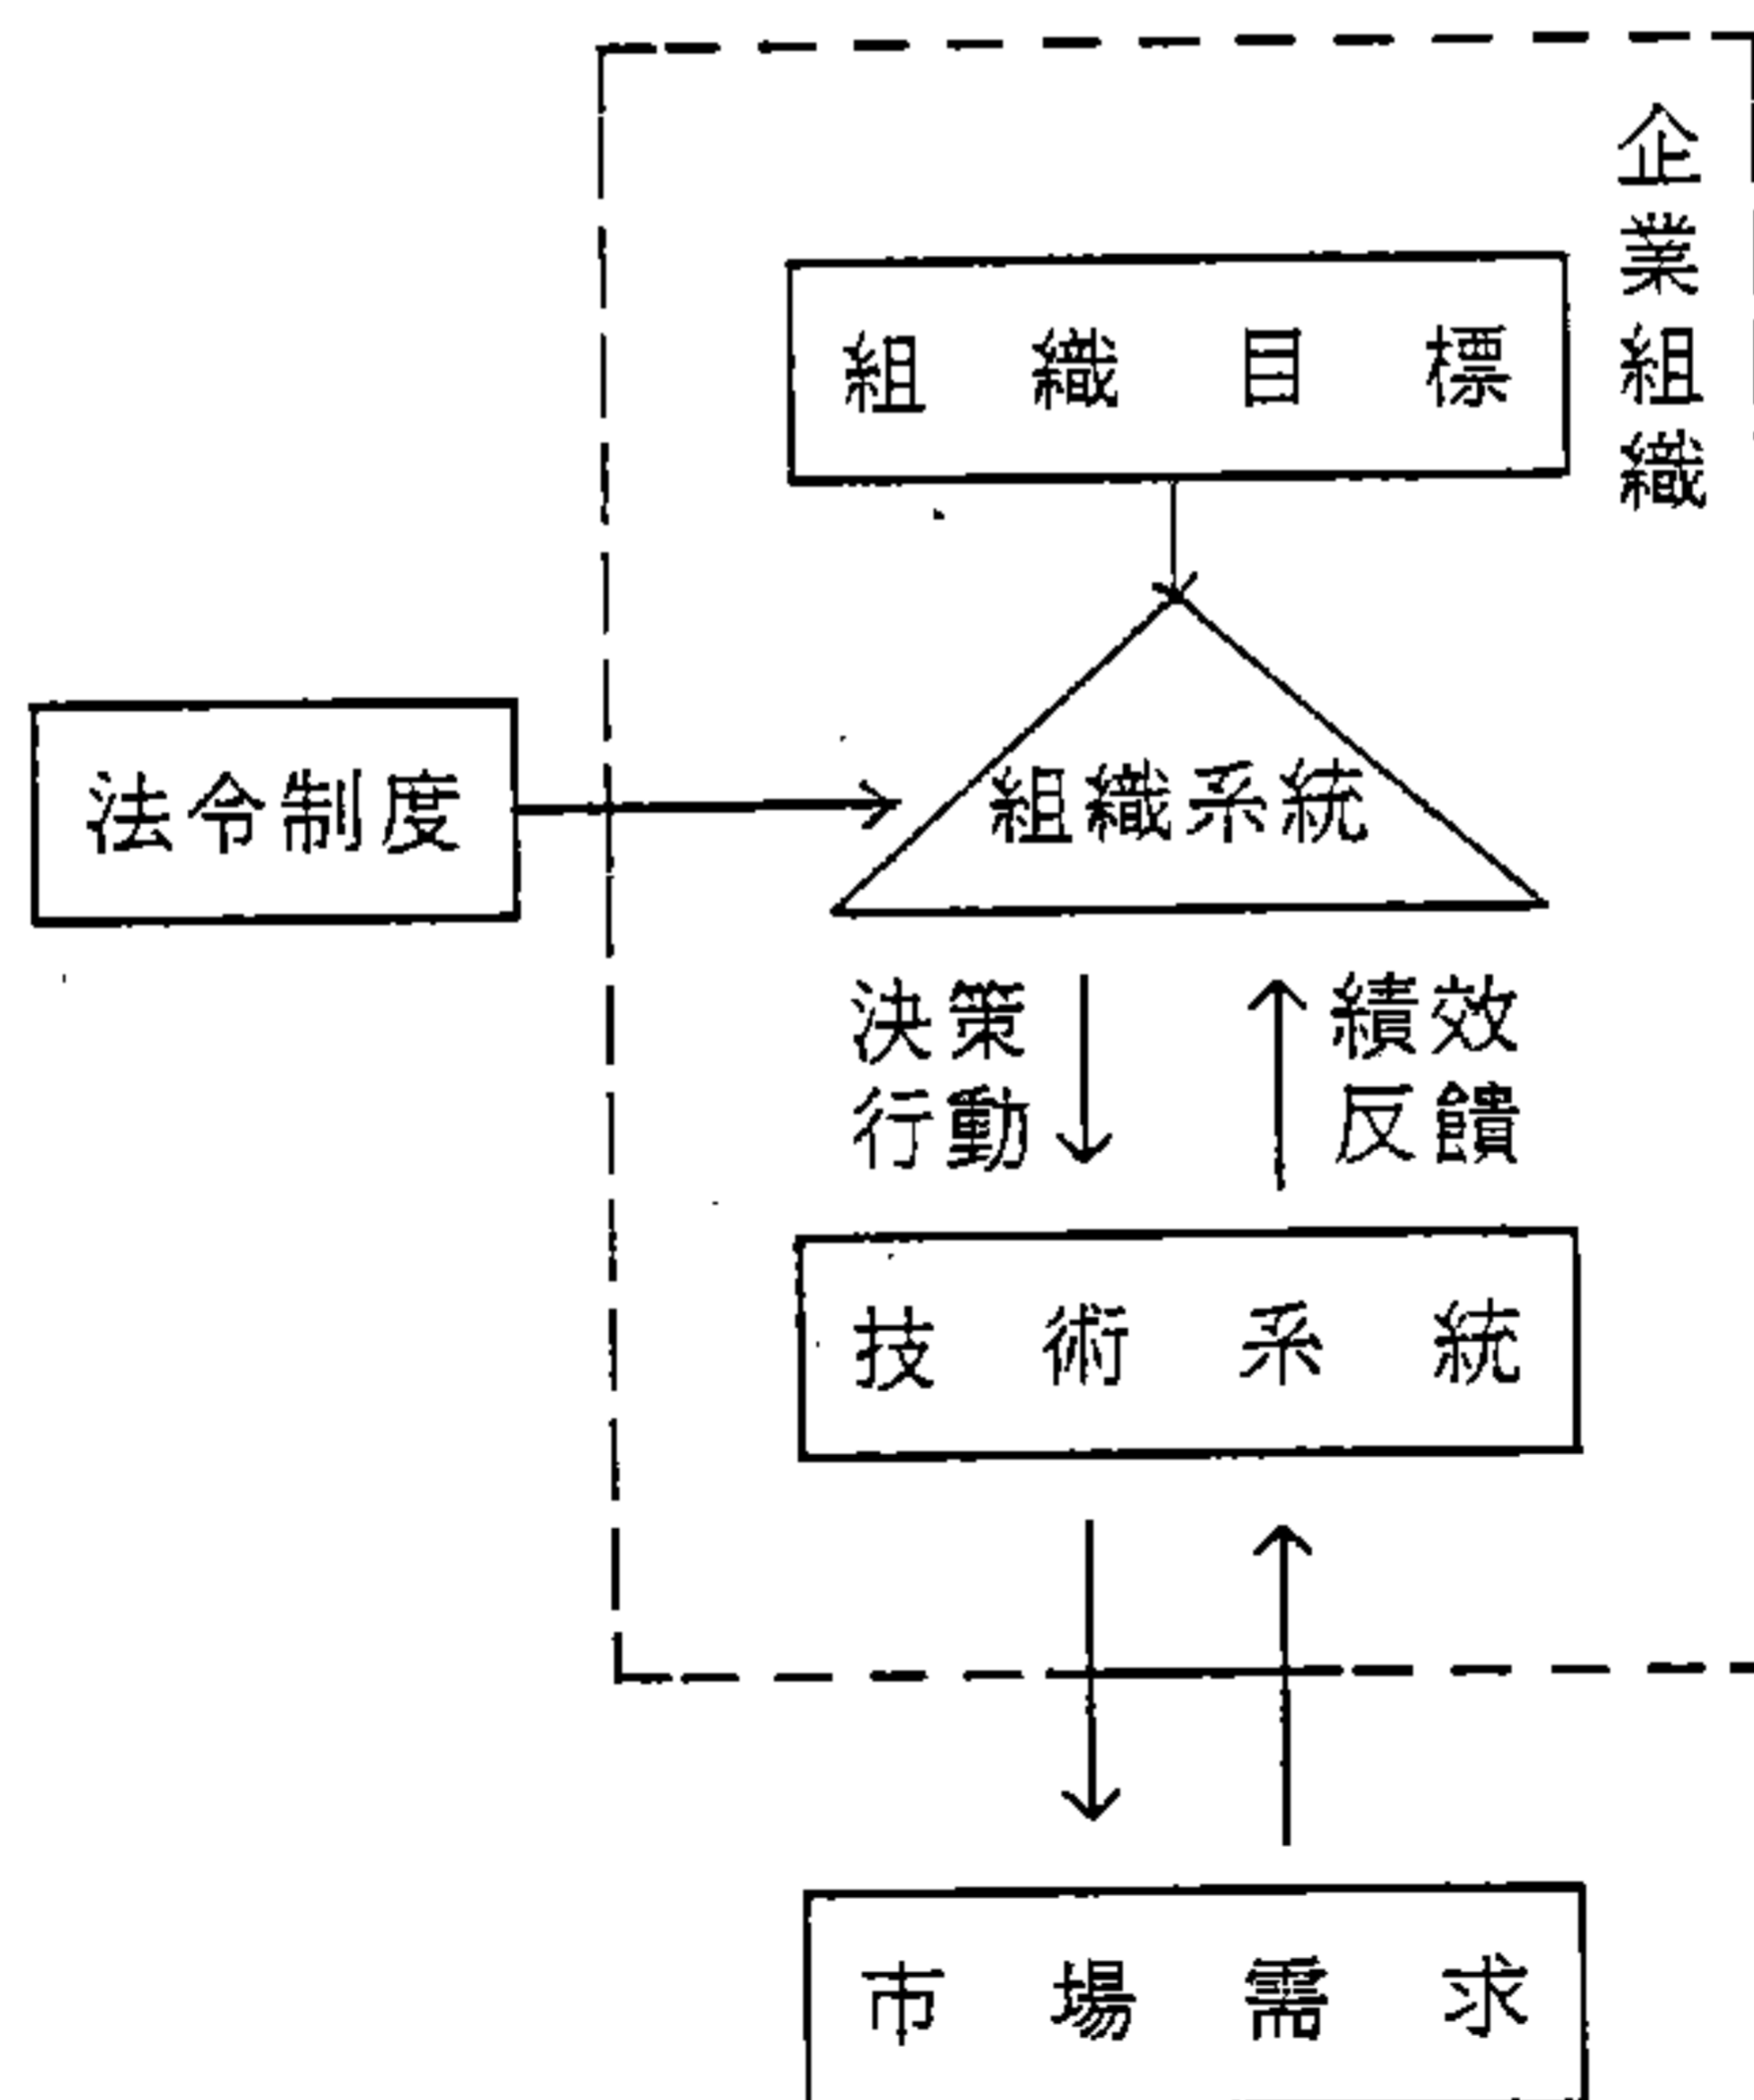 企業組織
組織目標
法令制度
組織系統
決策
行動
績效
反饋
技術系統
市場需求